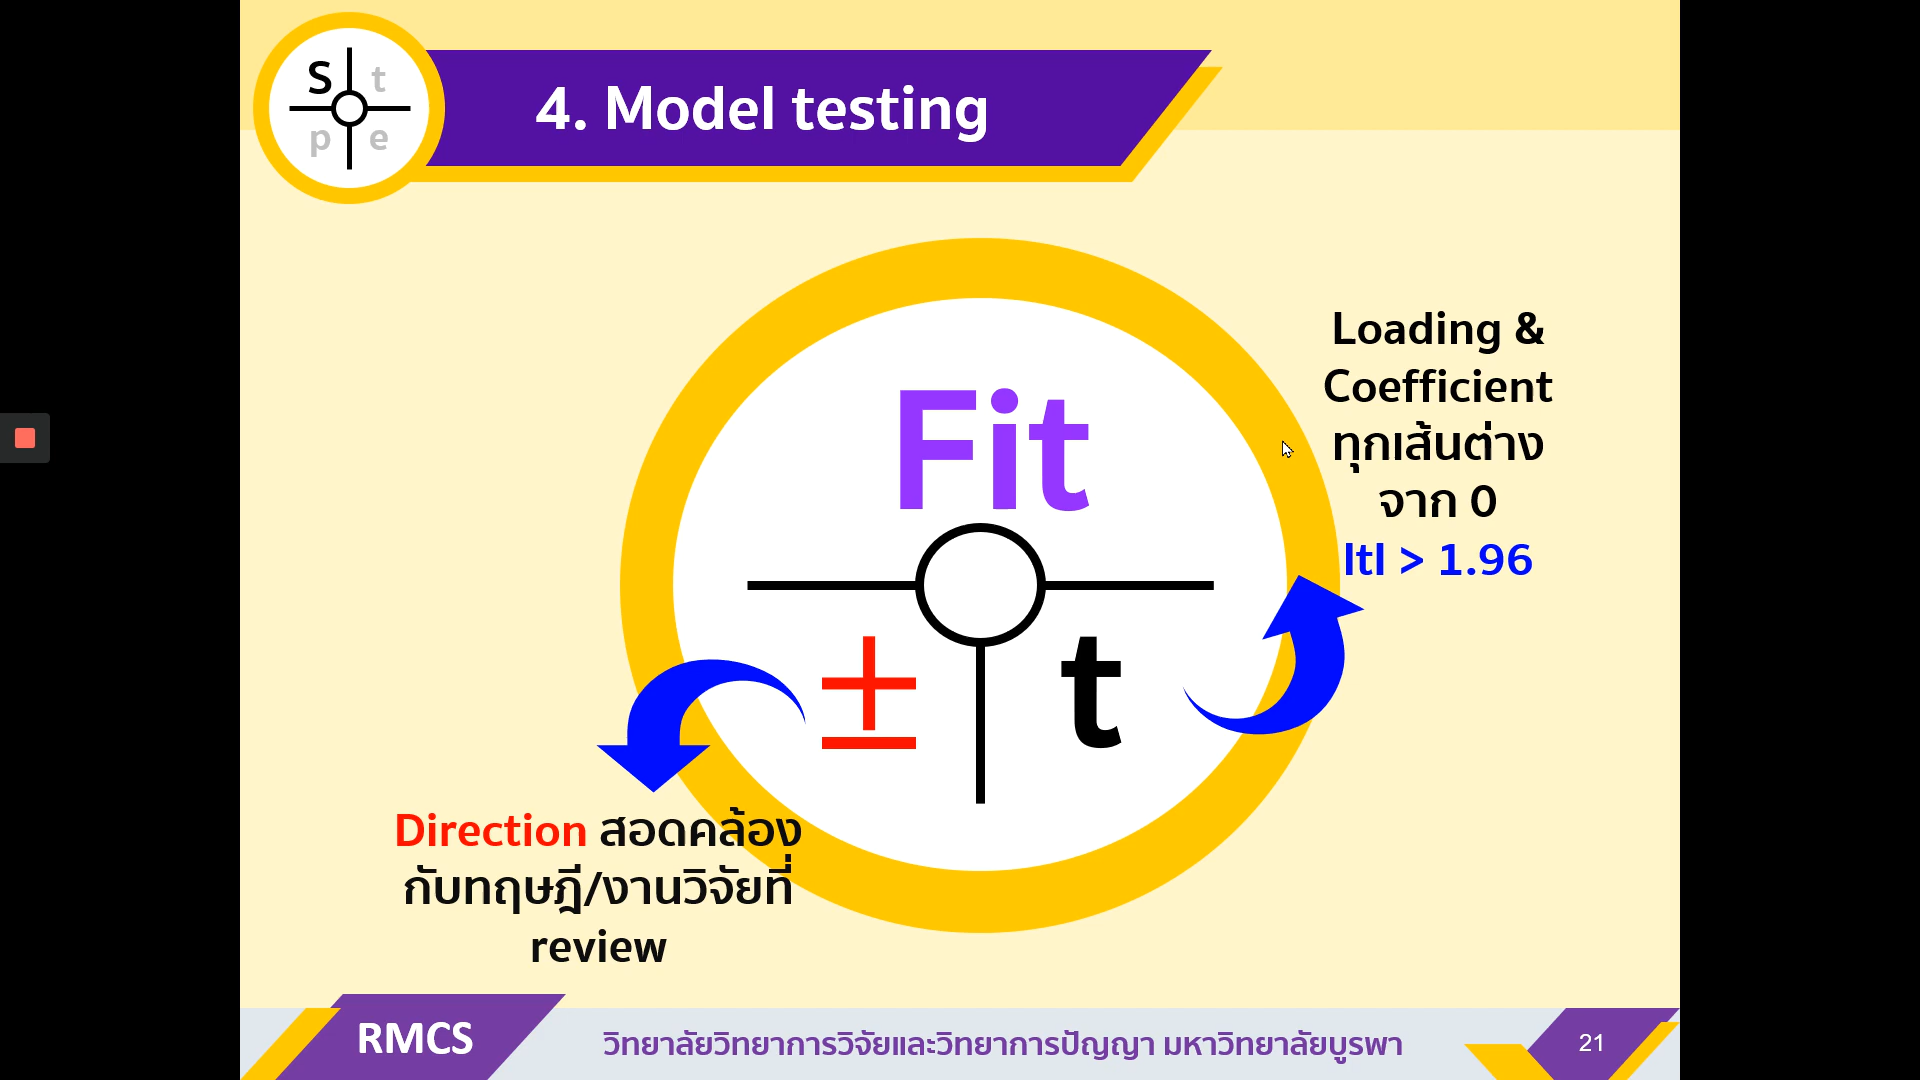 S t
p e
4. Model testing
Loading &
Coefficient
ทุกเส้นต่าง
จาก 0
ltl > 1.96
Fit
± t
Direction สอดคล้อง
กับทฤษฎี/งานวิจัยที่
review
RMCS
วิทยาลัยวิทยาการวิจัยและวิทยาการปัญญา มหาวิทยาลัยบูรพา
21